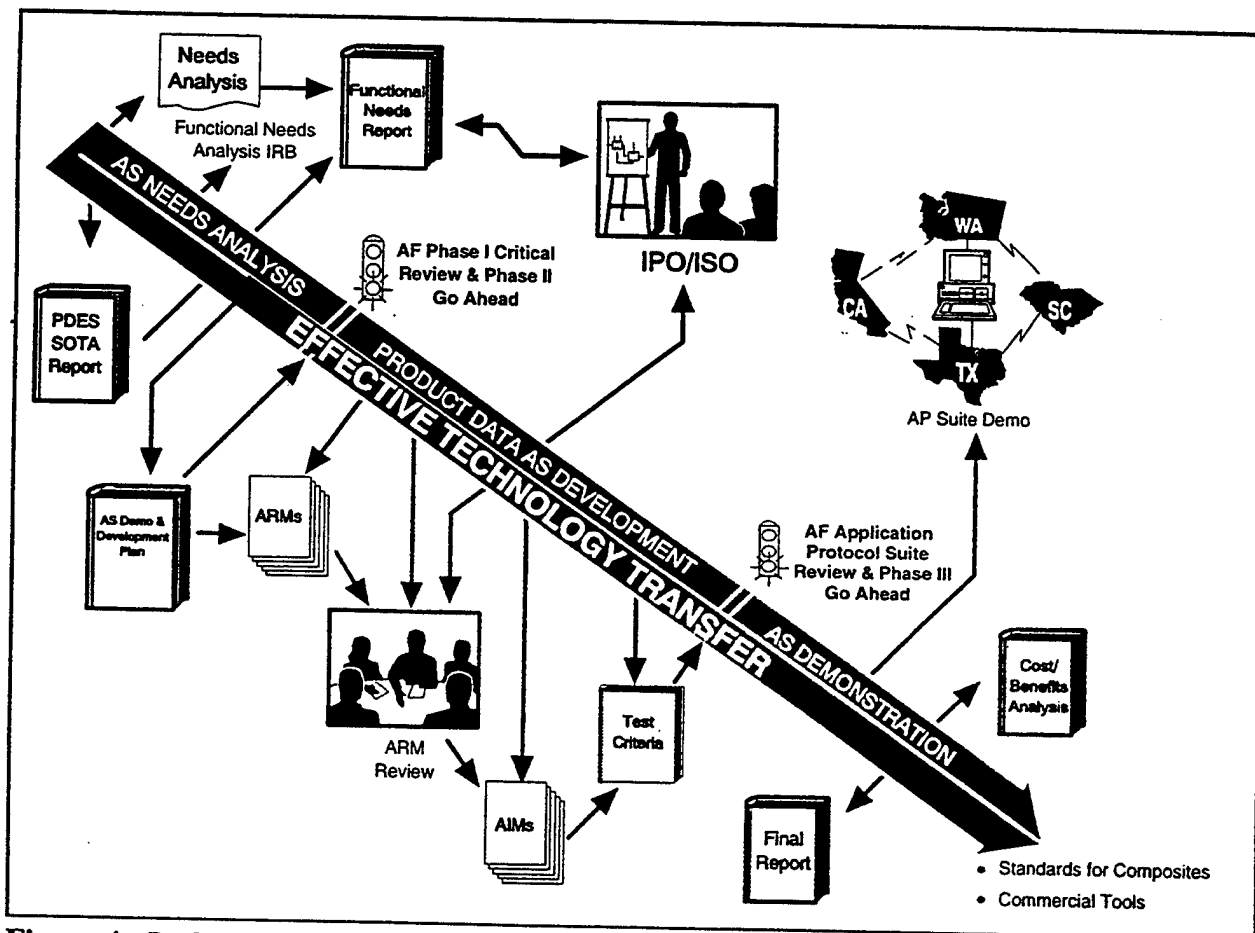 Needs
Analysis
Functional
Needs
Report
Functional Needs
Analysis IRB
AS NEEDS ANALYSIS
PRODUCT DATA AS DEVELOPMENT
AS DEMONSTRATION
EFFECTIVE TECHNOLOGY TRANSFER
AF Phase I Critical
Review & Phase II
Go Ahead
IPO/ISO
WA
CA
SC
TX
AP Suite Demo
PDES
SOTA
Report
AS Demo &
Development
Plan
ARMs
ARM
Review
AIMs
Test
Criteria
AF Application
Protocol Suite
Review & Phase III
Go Ahead
Cost/
Benefits
Analysis
Final
Report
• Standards for Composites
• Commercial Tools